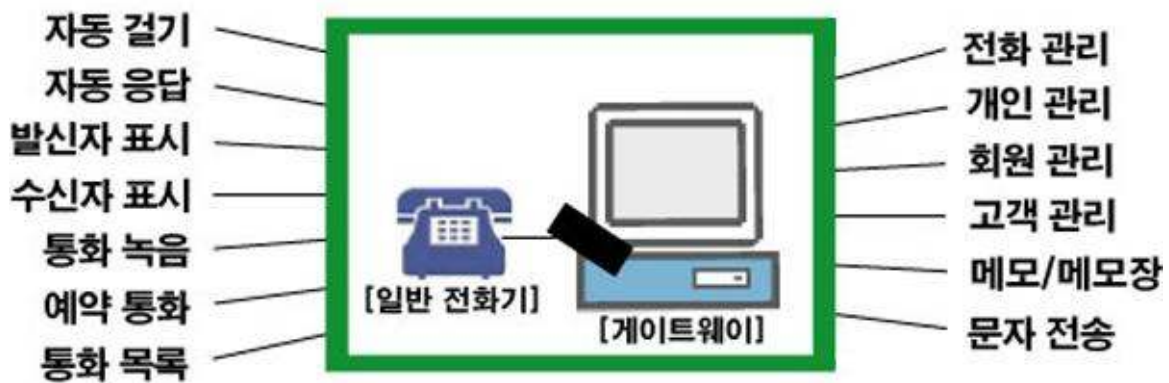 자동 걸기
자동 응답
발신자 표시
수신자 표시
통화 녹음
예약 통화
통화 목록
[일반 전화기]
[게이트웨이]
전화 관리
개인 관리
회원 관리
고객 관리
메모/메모장
문자 전송